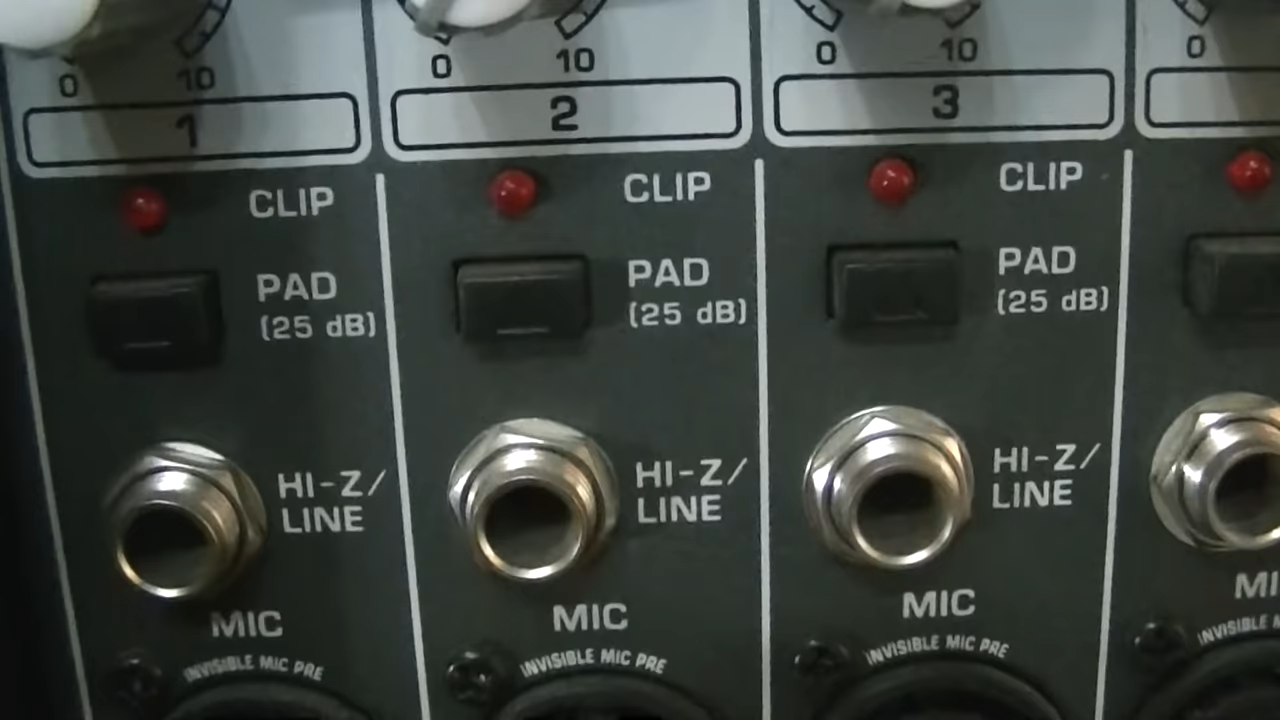 0 10 0 10 0 10 0
1 2 3
CLIP CLIP CLIP
PAD PAD PAD
(25 dB) (25 dB) (25 dB)
HI-Z/ HI-Z/ HI-Z/
LINE LINE LINE
MIC MIC MIC MI
INVISIBLE MIC PRE INVISIBLE MIC PRE INVISIBLE MIC PRE INVISIBLE M